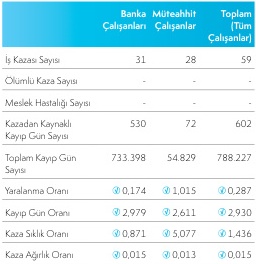 Banka Müteahhit Toplam
Çalışanları Çalışanlar (Tüm
Çalışanlar)
İş Kazası Sayısı 31 28 59
Ölümlü Kaza Sayısı - - -
Meslek Hastalığı Sayısı - - -
Kazadan Kaynaklı 530 72 602
Kayıp Gün Sayısı
Toplam Kayıp Gün 733.398 54.829 788.227
Sayısı
Yaralanma Oranı 0,174 1,015 0,287
Kayıp Gün Oranı 2,979 2,611 2,930
Kaza Sıklık Oranı 0,871 5,077 1,436
Kaza Ağırlık Oranı 0,015 0,013 0,015